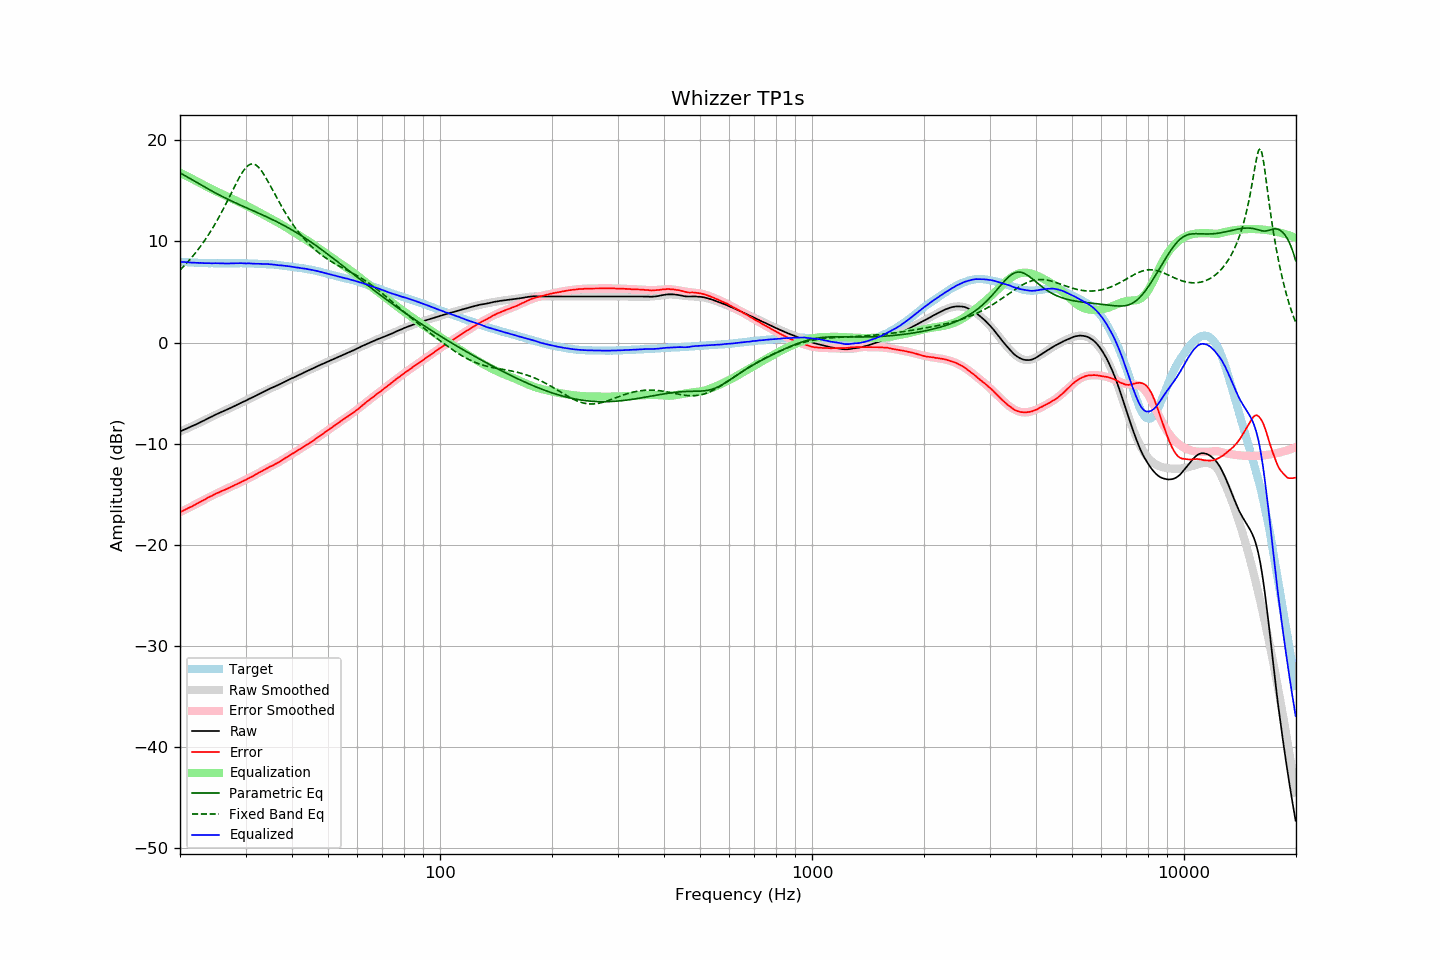 Whizzer TP1s
20
10
0
−10
−20
−30
−40
−50
Amplitude (dBr)
Target
Raw Smoothed
Error Smoothed
Raw
Error
Equalization
Parametric Eq
Fixed Band Eq
Equalized
100
1000
10000
Frequency (Hz)